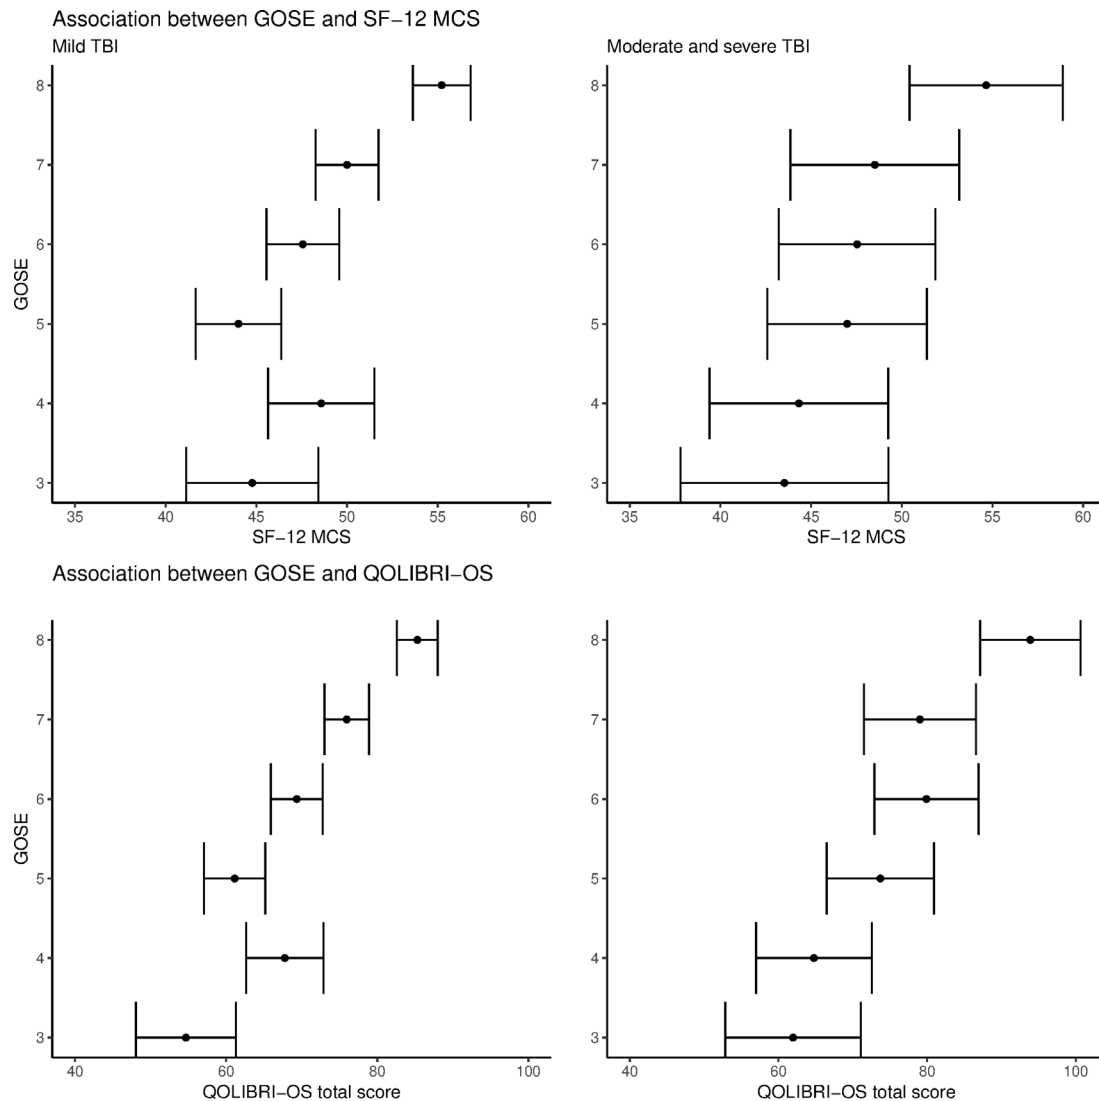 Association between GOSE and SF−12 MCS
Mild TBI
Moderate and severe TBI
GOSE
8
7
6
5
4
3
35 40 45 50 55 60
SF−12 MCS
8
7
6
5
4
3
35 40 45 50 55 60
SF−12 MCS
Association between GOSE and QOLIBRI−OS
GOSE
8
7
6
5
4
3
40 60 80 100
QOLIBRI−OS total score
8
7
6
5
4
3
40 60 80 100
QOLIBRI−OS total score